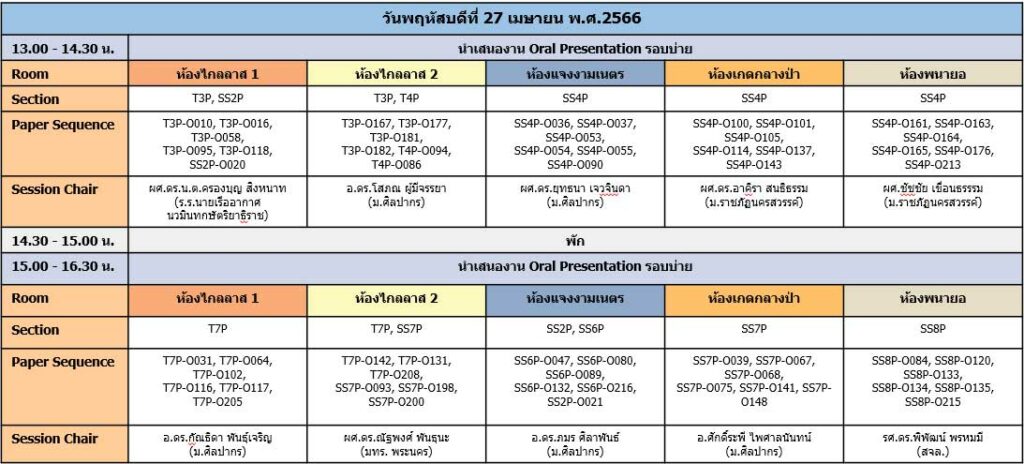 วันพฤหัสบดีที่ 27 เมษายน พ.ศ.2566
13.00 - 14.30 น. นำเสนองาน Oral Presentation รอบบ่าย
Room ห้องไกลลาศ 1 ห้องไกลลาศ 2 ห้องแจงงามเนตร ห้องเกดกลางป่า ห้องพนายอ
Section T3P, SS2P T3P, T4P SS4P SS4P SS4P
Paper Sequence T3P-O010, T3P-O016, T3P-O167, T3P-O177, SS4P-O036, SS4P-O037, SS4P-O100, SS4P-O101, SS4P-O161, SS4P-O163,
T3P-O058, T3P-O181, SS4P-O053, SS4P-O105, SS4P-O164,
T3P-O095, T3P-O118, T3P-O182, T4P-O094, SS4P-O054, SS4P-O055, SS4P-O114, SS4P-O137, SS4P-O165, SS4P-O176,
SS2P-O020 T4P-O086 SS4P-O090 SS4P-O143 SS4P-O213
Session Chair ผศ.ดร.น.ต.ครองบุญ สิงหนาท อ.ดร.โสภณ ผู้มีจรรยา ผศ.ดร.ยุทธนา เจวจินดา ผศ.ดร.อาคิรา สนธิธรรม ผศ.ชัชชัย เขื่อนธรรม
(ร.ร.นายเรืออากาศ (ม.ศิลปากร) (ม.ศิลปากร) (ม.ราชภัฏนครสวรรค์) (ม.ราชภัฏนครสวรรค์)
นวมินทกษัตริยาธิราช)
14.30 - 15.00 น. พัก
15.00 - 16.30 น. นำเสนองาน Oral Presentation รอบบ่าย
Room ห้องไกลลาศ 1 ห้องไกลลาศ 2 ห้องแจงงามเนตร ห้องเกดกลางป่า ห้องพนายอ
Section T7P T7P, SS7P SS2P, SS6P SS7P SS8P
Paper Sequence T7P-O031, T7P-O064, T7P-O142, T7P-O131, SS6P-O047, SS6P-O080, SS7P-O039, SS7P-O067, SS8P-O084, SS8P-O120,
T7P-O102, T7P-O208, SS6P-O089, SS7P-O068, SS8P-O133,
T7P-O116, T7P-O117, SS7P-O093, SS7P-O198, SS6P-O132, SS6P-O216, SS7P-O075, SS7P-O141, SS7P- SS8P-O134, SS8P-O135,
T7P-O205 SS7P-O200 SS2P-O021 O148 SS8P-O215
Session Chair อ.ดร.กัณธิดา พันธุ์เจริญ ผศ.ดร.ณัฐพงศ์ พันธุนะ อ.ดร.ภมร ศิลาพันธ์ อ.ศักดิ์ระพี ไพศาลนันทน์ รศ.ดร.พิพัฒน์ พรหมมี
(ม.ศิลปากร) (มทร. พระนคร) (ม.ศิลปากร) (ม.ศิลปากร) (สจล.)